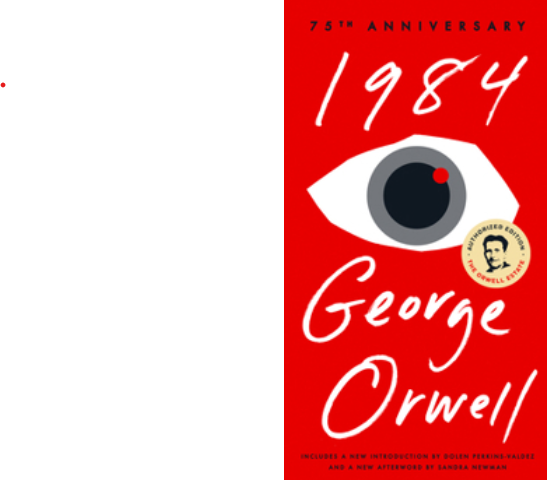 75TH ANNIVERSARY
1984
AUTHORIZED EDITION
THE ORWELL ESTATE
George
Orwell
INCLUDES A NEW INTRODUCTION BY DOLEN PERKINS-VALDEZ
AND A NEW AFTERWORD BY SANDRA NEWMAN